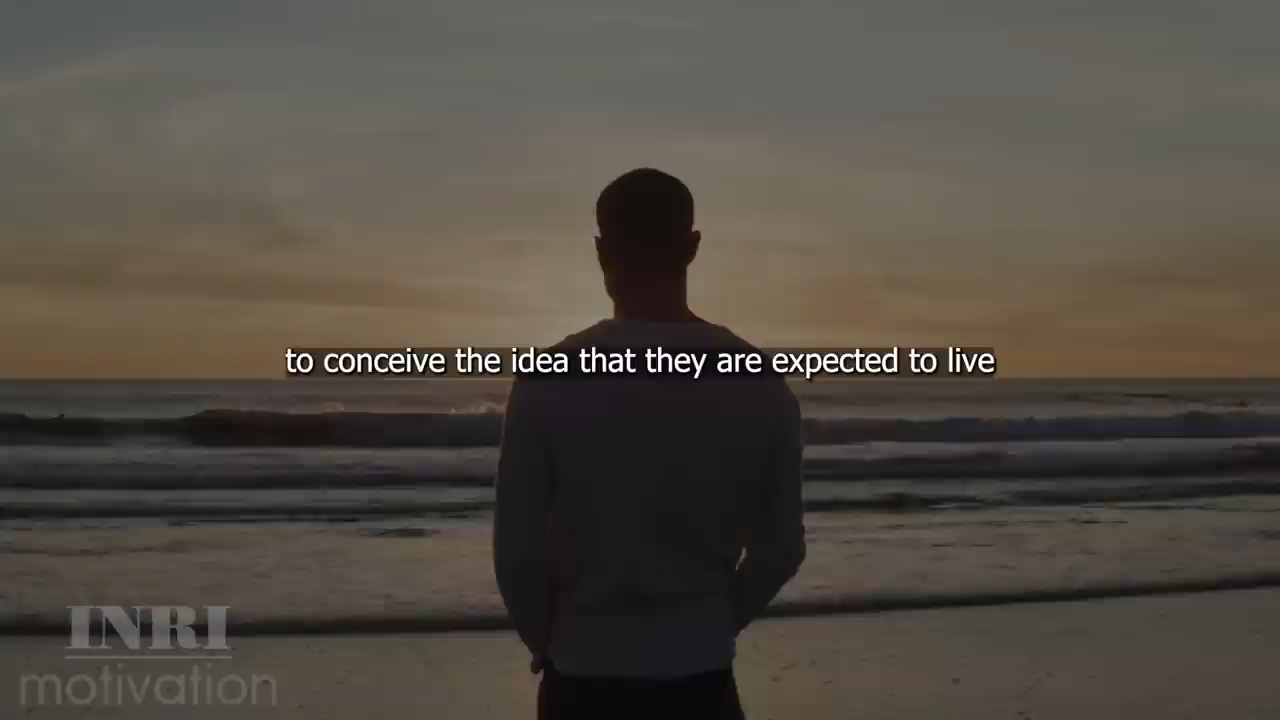 to conceive the idea that they are expected to live
INRI
motivation